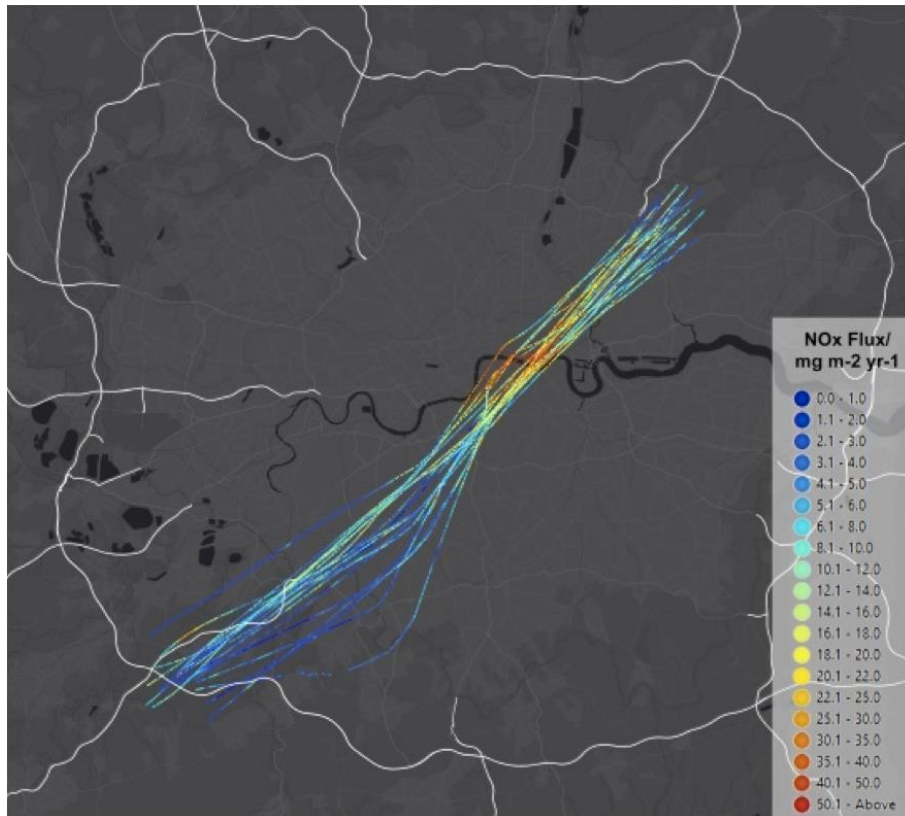 NOx Flux/
mg m-2 yr-1
0.0 - 1.0
1.1 - 2.0
2.1 - 3.0
3.1 - 4.0
4.1 - 5.0
5.1 - 6.0
6.1 - 8.0
8.1 - 10.0
10.1 - 12.0
12.1 - 14.0
14.1 - 16.0
16.1 - 18.0
18.1 - 20.0
20.1 - 22.0
22.1 - 25.0
25.1 - 30.0
30.1 - 35.0
35.1 - 40.0
40.1 - 50.0
50.1 - Above